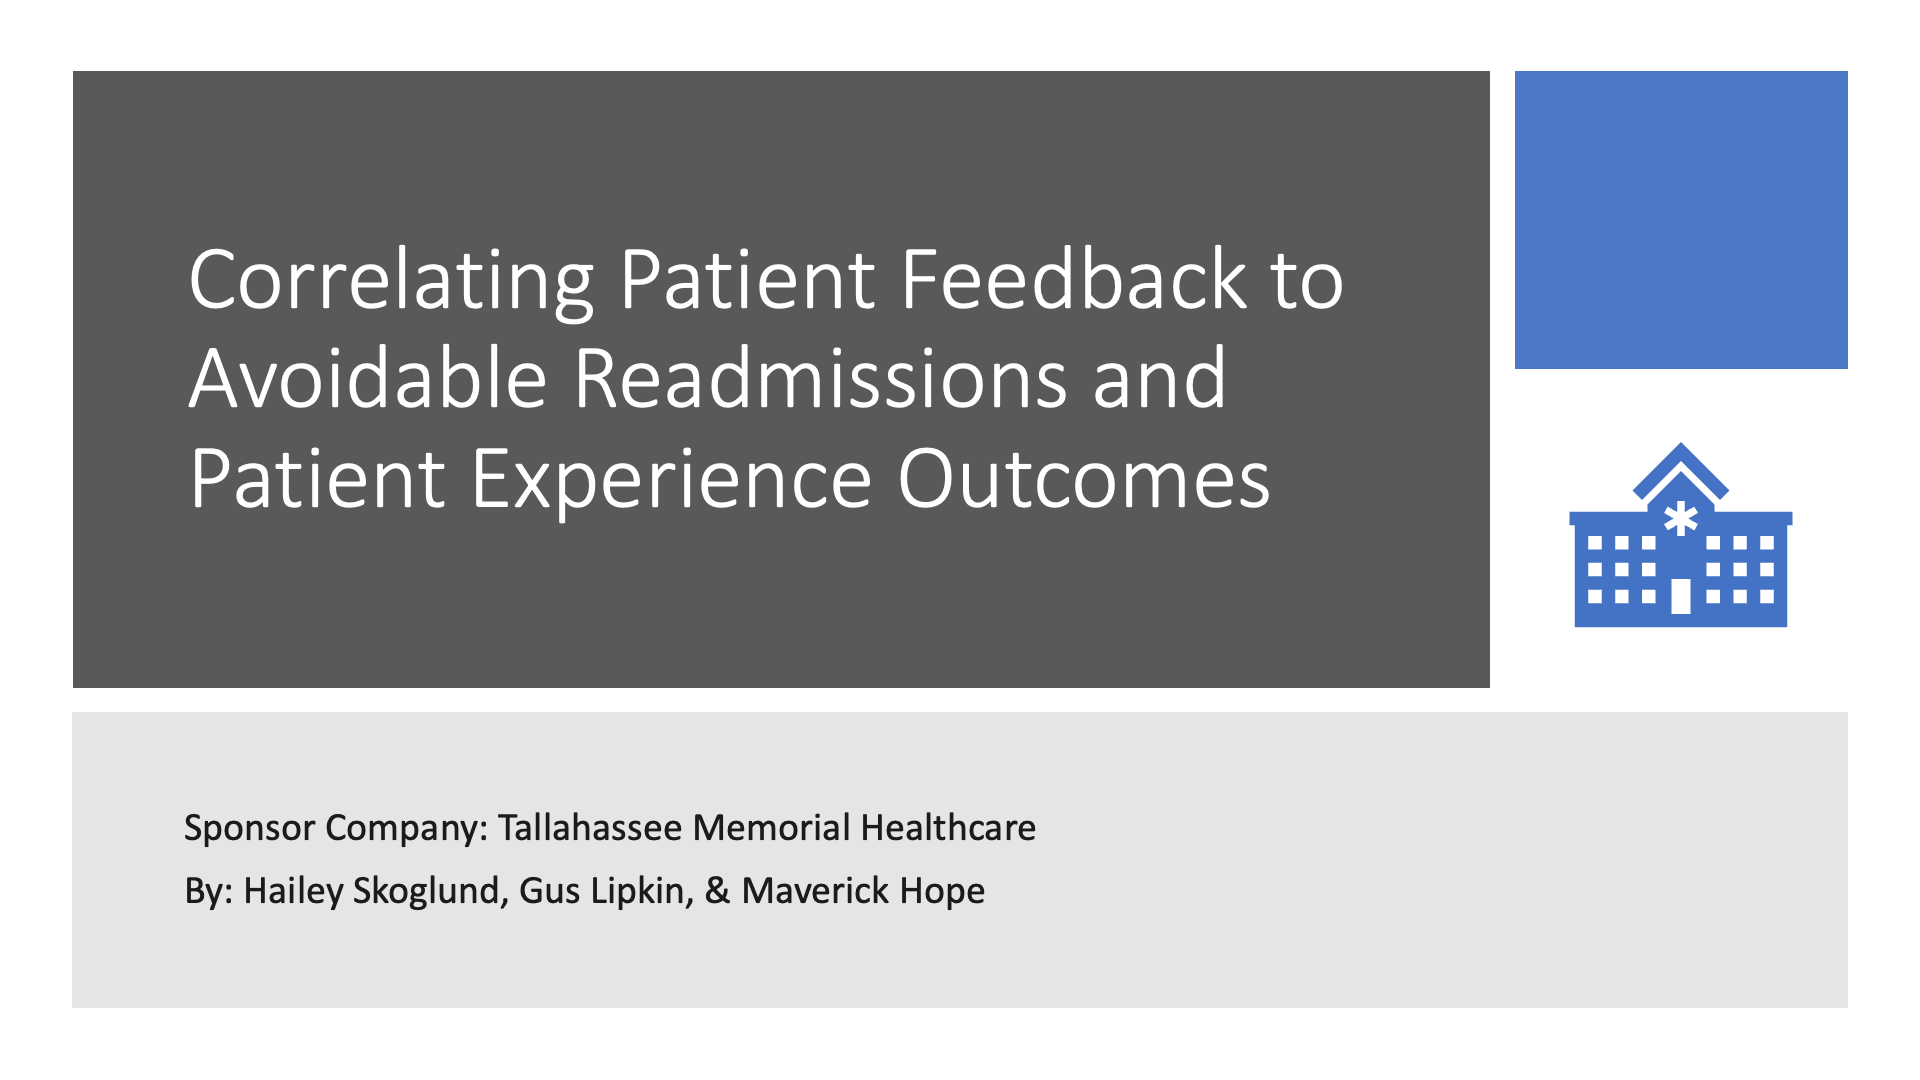 Correlating Patient Feedback to
Avoidable Readmissions and
Patient Experience Outcomes
Sponsor Company: Tallahassee Memorial Healthcare
By: Hailey Skoglund, Gus Lipkin, & Maverick Hope